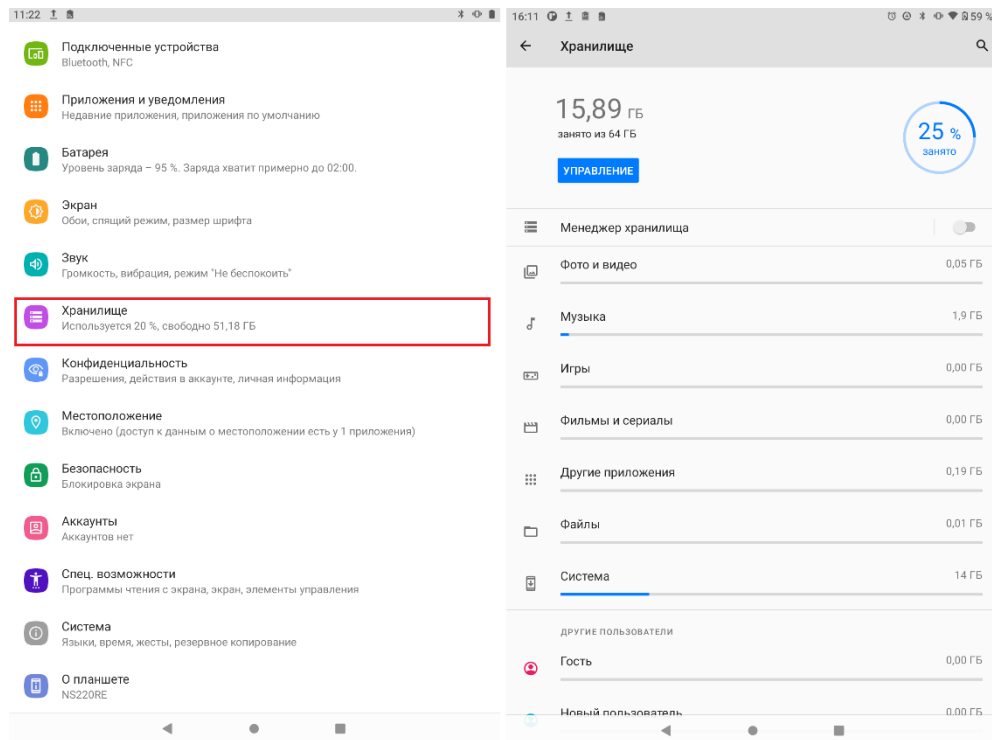 11:22
Подключенные устройства
Bluetooth, NFC
Приложения и уведомления
Недавние приложения, приложения по умолчанию
Батарея
Уровень заряда – 95 %. Заряда хватит примерно до 02:00.
Экран
Обои, спящий режим, размер шрифта
Звук
Громкость, вибрация, режим "Не беспокоить"
Хранилище
Используется 20 %, свободно 51,18 ГБ
Конфиденциальность
Разрешения, действия в аккаунте, личная информация
Местоположение
Включено (доступ к данным о местоположении есть у 1 приложения)
Безопасность
Блокировка экрана
Аккаунты
Аккаунтов нет
Спец. возможности
Программы чтения с экрана, экран, элементы управления
Система
Языки, время, жесты, резервное копирование
О планшете
NS220RE
16:11 59 %
Хранилище
15,89 ГБ
занято из 64 ГБ
25 %
занято
УПРАВЛЕНИЕ
Менеджер хранилища
Фото и видео 0,05 ГБ
Музыка 1,9 ГБ
Игры 0,00 ГБ
Фильмы и сериалы 0,00 ГБ
Другие приложения 0,19 ГБ
Файлы 0,01 ГБ
Система 14 ГБ
ДРУГИЕ ПОЛЬЗОВАТЕЛИ
Гость 0,00 ГБ
Новый пользователь 0,00 ГБ